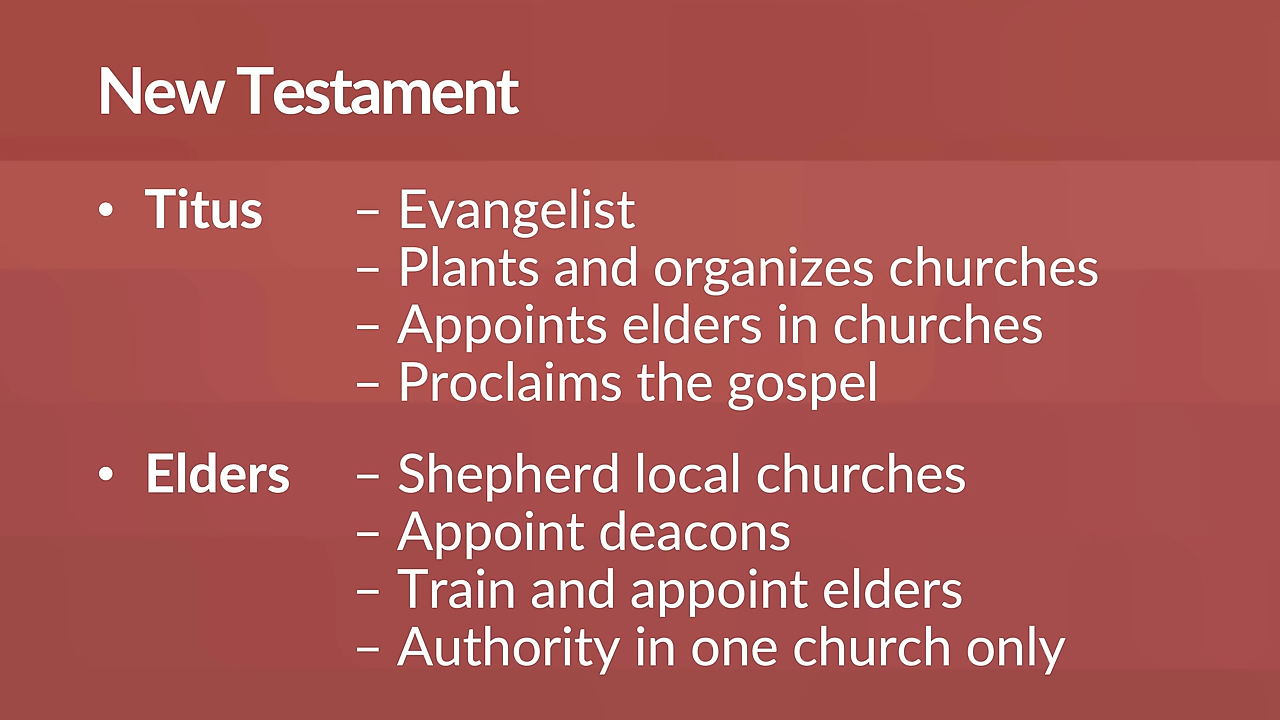 New Testament
• Titus – Evangelist
– Plants and organizes churches
– Appoints elders in churches
– Proclaims the gospel
• Elders – Shepherd local churches
– Appoint deacons
– Train and appoint elders
– Authority in one church only